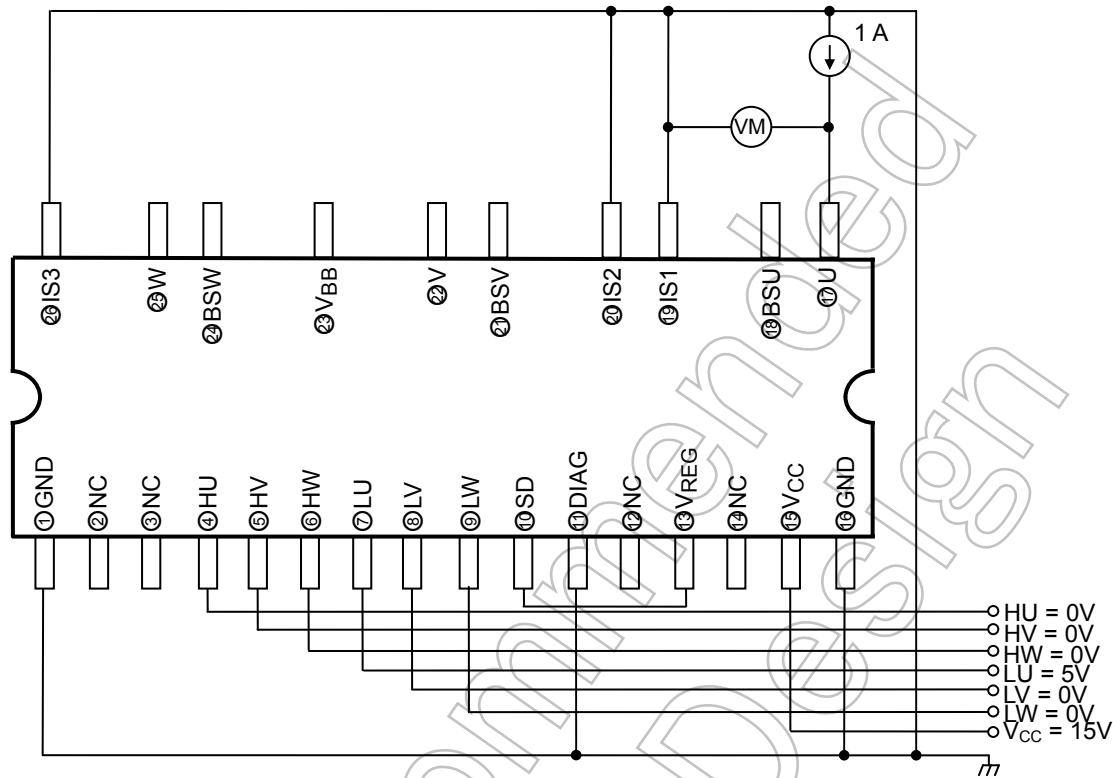 1 A
VM
㉖IS3
㉕W
㉔BSW
㉓VBB
㉒V
㉑BSV
⑳IS2
⑲IS1
⑱BSU
⑰U
①GND
②NC
③NC
④HU
⑤HV
⑥HW
⑦LU
⑧LV
⑨LW
⑩SD
⑪DIAG
⑫NC
⑬VREG
⑭NC
⑮VCC
⑯GND
HU = 0V
HV = 0V
HW = 0V
LU = 5V
LV = 0V
LW = 0V
VCC = 15V
ommended
Design